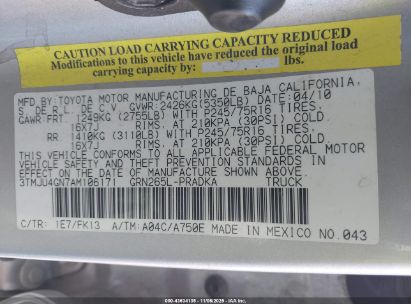 CAUTION LOAD CARRYING CAPACITY REDUCED
Modifications to this vehicle have reduced the original load
carrying capacity by lbs.
MFD.BY:TOYOTA MOTOR MANUFACTURING DE BAJA CALIFORNIA,
S. DE R.L. DE C.V. GVWR:2426KG(5350LB) DATE:04/10
GAWR:FRT. 1249KG (2755LB) WITH P245/75R16 TIRES,
16X7J RIMS, AT 210KPA (30PSI) COLD
RR 1410KG (3110LB) WITH P245/75R16 TIRES,
16X7J RIMS, AT 210KPA (30PSI) COLD
THIS VEHICLE CONFORMS TO ALL APPLICABLE FEDERAL MOTOR
VEHICLE SAFETY STANDARDS IN
EFFECT ON THE DATE OF MANUFACTURE SHOWN ABOVE.
3TMJU4GN7AM106171 GRN265L-PRADKA TRUCK
C/TR: 1E7/FK13 A/TM:A04C/A750E MADE IN MEXICO NO.043